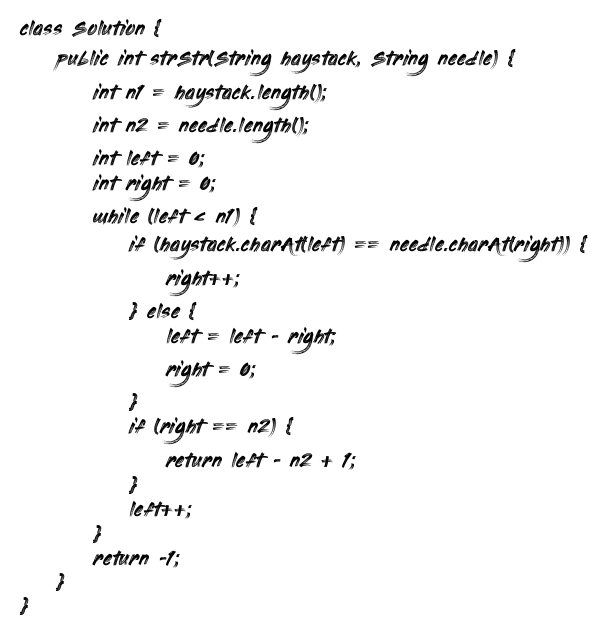 class Solution {
public int strStr(String haystack, String needle) {
int n1 = haystack.length();
int n2 = needle.length();
int left = 0;
int right = 0;
while (left < n1) {
if (haystack.charAt(left) == needle.charAt(right)) {
right++;
} else {
left = left - right;
right = 0;
}
if (right == n2) {
return left - n2 + 1;
}
left++;
}
return -1;
}
}